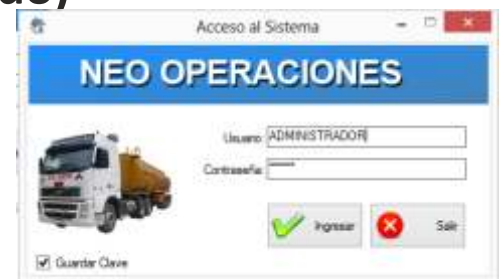 Acceso al Sistema
NEO OPERACIONES
Usuario ADMINISTRADOR
Contraseña ******
Ingresar Salir
Guardar Clave